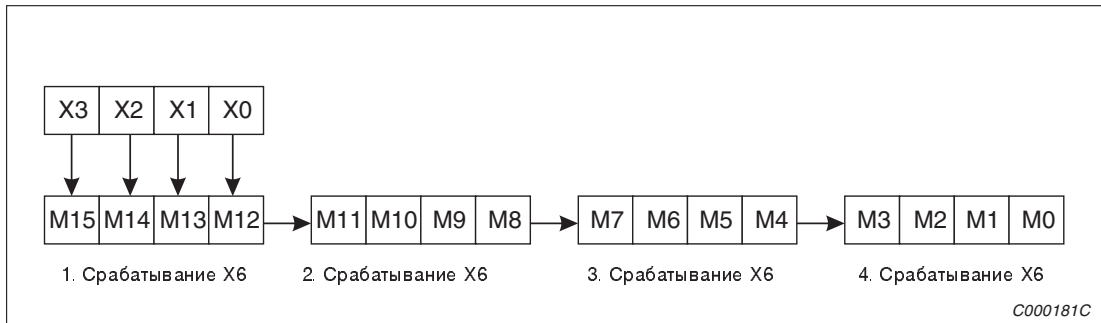 X3 X2 X1 X0
M15 M14 M13 M12 M11 M10 M9 M8 M7 M6 M5 M4 M3 M2 M1 M0
1. Срабатывание X6 2. Срабатывание X6 3. Срабатывание X6 4. Срабатывание X6
C000181C